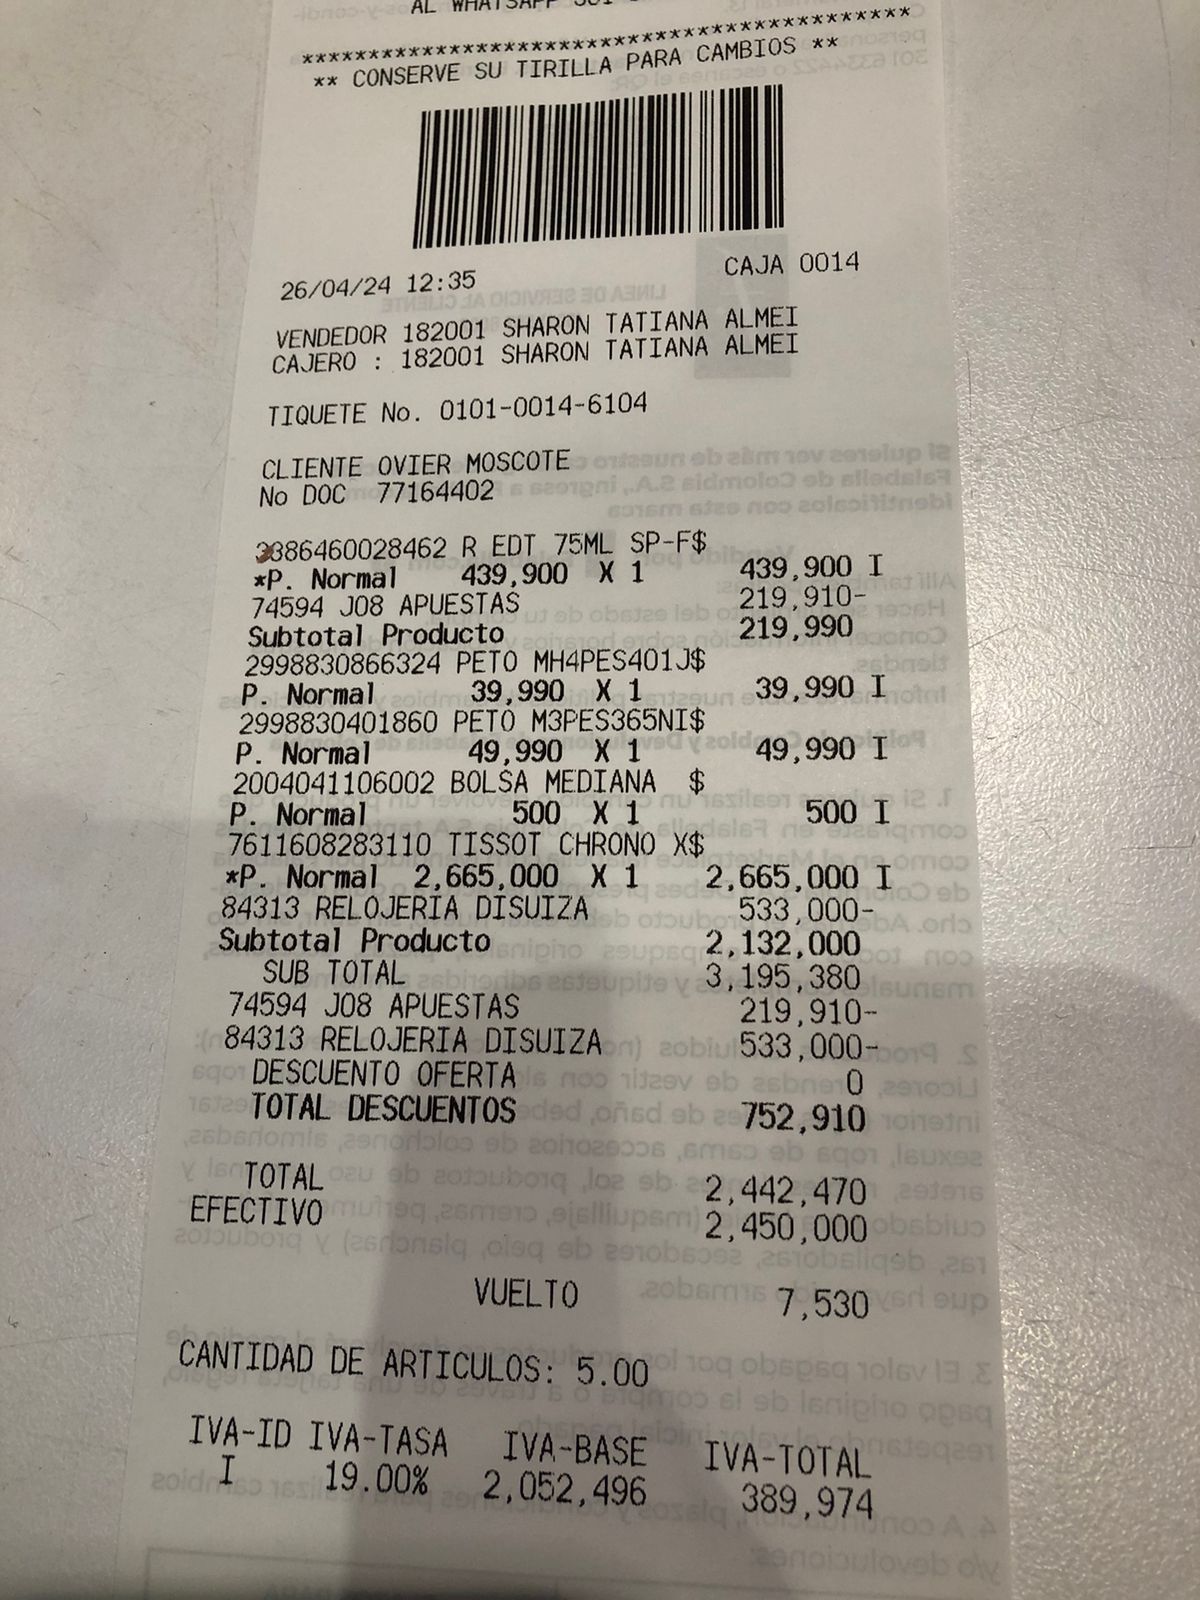 AL WHATSAPP
******************************************
** CONSERVE SU TIRILLA PARA CAMBIOS **
26/04/24 12:35 CAJA 0014
VENDEDOR 182001 SHARON TATIANA ALMEI
CAJERO : 182001 SHARON TATIANA ALMEI
TIQUETE No. 0101-0014-6104
CLIENTE OVIER MOSCOTE
No DOC 77164402
3386460028462 R EDT 75ML SP-F$
*P. Normal 439,900 X 1 439,900 I
74594 J08 APUESTAS 219,910-
Subtotal Producto 219,990
2998830866324 PETO MH4PES401J$
P. Normal 39,990 X 1 39,990 I
2998830401860 PETO M3PES365NI$
P. Normal 49,990 X 1 49,990 I
2004041106002 BOLSA MEDIANA $
P. Normal 500 X 1 500 I
7611608283110 TISSOT CHRONO X$
*P. Normal 2,665,000 X 1 2,665,000 I
84313 RELOJERIA DISUIZA 533,000-
Subtotal Producto 2,132,000
SUB TOTAL 3,195,380
74594 J08 APUESTAS 219,910-
84313 RELOJERIA DISUIZA 533,000-
DESCUENTO OFERTA 0
TOTAL DESCUENTOS 752,910
TOTAL 2,442,470
EFECTIVO 2,450,000
VUELTO 7,530
CANTIDAD DE ARTICULOS: 5.00
IVA-ID IVA-TASA IVA-BASE IVA-TOTAL
I 19.00% 2,052,496 389,974